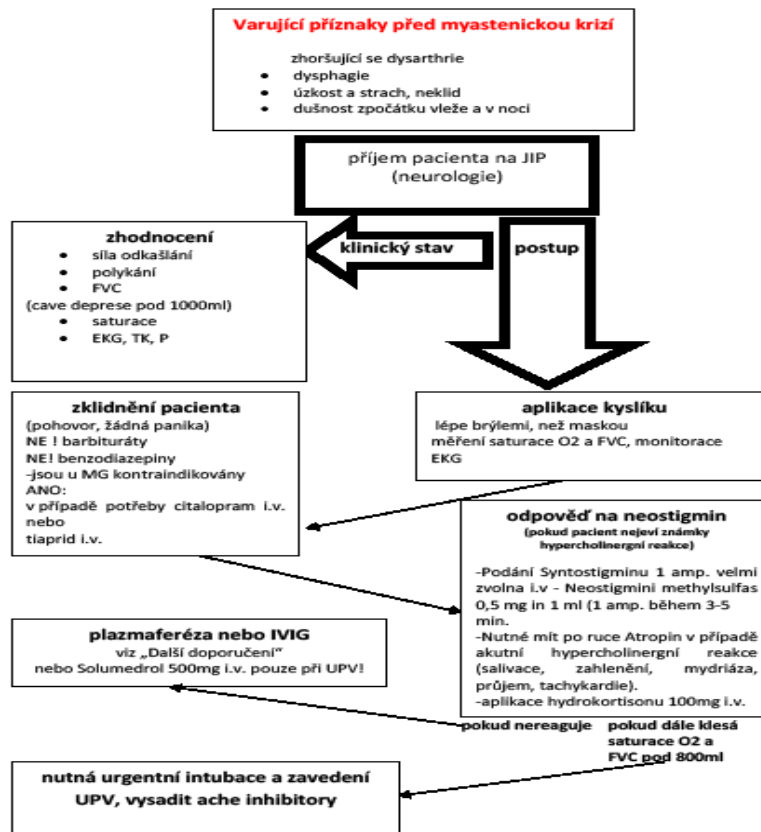 Varující příznaky před myastenickou krizí
zhoršující se dysarthrie
• dysphagie
• úzkost a strach, neklid
• dušnost zpočátku vleže a v noci
příjem pacienta na JIP
(neurologie)
klinický stav
postup
zhodnocení
• síla odkašlání
• polykání
• FVC
(cave deprese pod 1000ml)
• saturace
• EKG, TK, P
aplikace kyslíku
lépe brýlemi, než maskou
měření saturace O2 a FVC, monitorace
EKG
zklidnění pacienta
(pohovor, žádná panika)
NE ! barbituráty
NE! benzodiazepiny
-jsou u MG kontraindikovány
ANO:
v případě potřeby citalopram i.v.
nebo
tiaprid i.v.
odpověď na neostigmin
(pokud pacient nejeví známky
hypercholinergní reakce)
-Podání Syntostigminu 1 amp. velmi
zvolna i.v - Neostigmini methylsulfas
0,5 mg in 1 ml (1 amp. během 3-5
min.
-Nutné mít po ruce Atropin v případě
akutní hypercholinergní reakce
(salivace, zahlenění, mydriáza,
průjem, tachykardie).
-aplikace hydrokortisonu 100mg i.v.
plazmaferéza nebo IVIG
viz „Další doporučení“
nebo Solumedrol 500mg i.v. pouze při UPV!
pokud nereaguje
pokud dále klesá
saturace O2 a
FVC pod 800ml
nutná urgentní intubace a zavedení
UPV, vysadit ache inhibitory